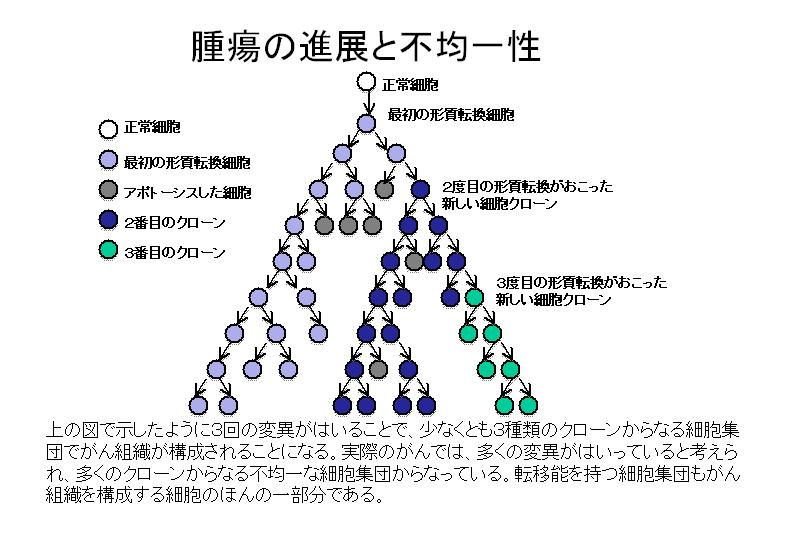 腫瘍の進展と不均一性
正常細胞
最初の形質転換細胞
正常細胞
最初の形質転換細胞
アポトーシスした細胞
2番目のクローン
3番目のクローン
2度目の形質転換がおこった
新しい細胞クローン
3度目の形質転換がおこった
新しい細胞クローン
上の図で示したように3回の変異がはいることで、少なくとも3種類のクローンからなる細胞集
団でがん組織が構成されることになる。実際のがんでは、多くの変異がはいっていると考えら
れ、多くのクローンからなる不均一な細胞集団からなっている。転移能を持つ細胞集団もがん
組織を構成する細胞のほんの一部分である。